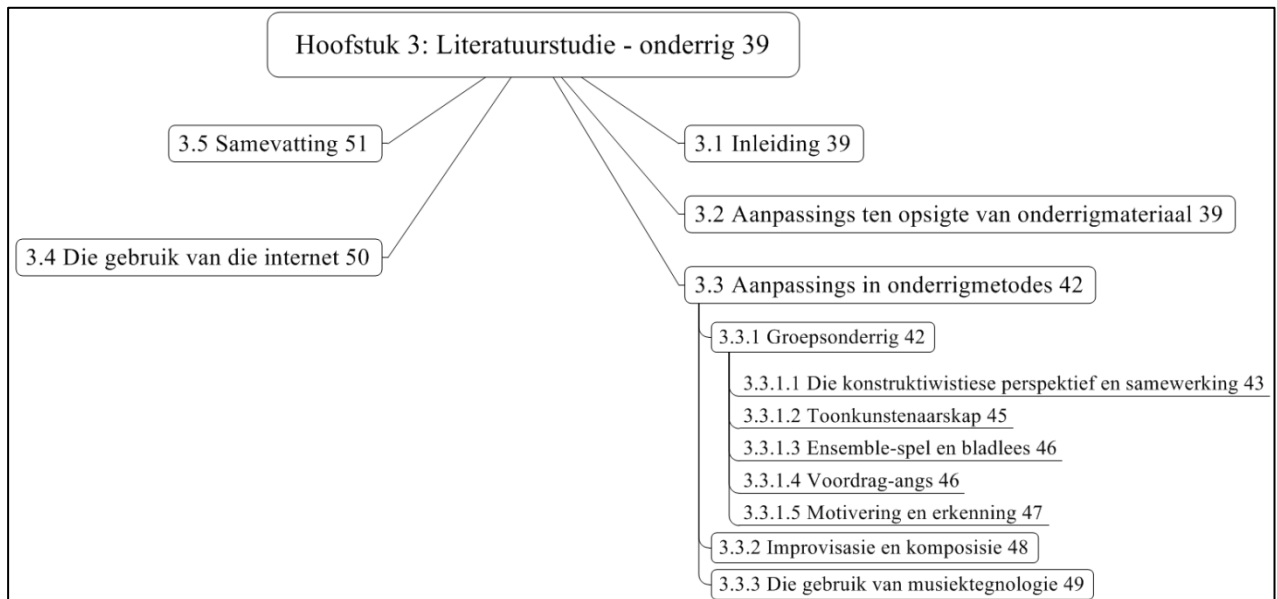 Hoofstuk 3: Literatuurstudie - onderrig 39
3.5 Samevatting 51
3.1 Inleiding 39
3.2 Aanpassings ten opsigte van onderrigmateriaal 39
3.4 Die gebruik van die internet 50
3.3 Aanpassings in onderrigmetodes 42
3.3.1 Groepsonderrig 42
3.3.1.1 Die konstruktiwistiese perspektief en samewerking 43
3.3.1.2 Toonkunstenaarskap 45
3.3.1.3 Ensemble-spel en bladlees 46
3.3.1.4 Voordrag-angs 46
3.3.1.5 Motivering en erkenning 47
3.3.2 Improvisasie en komposisie 48
3.3.3 Die gebruik van musiektegnologie 49